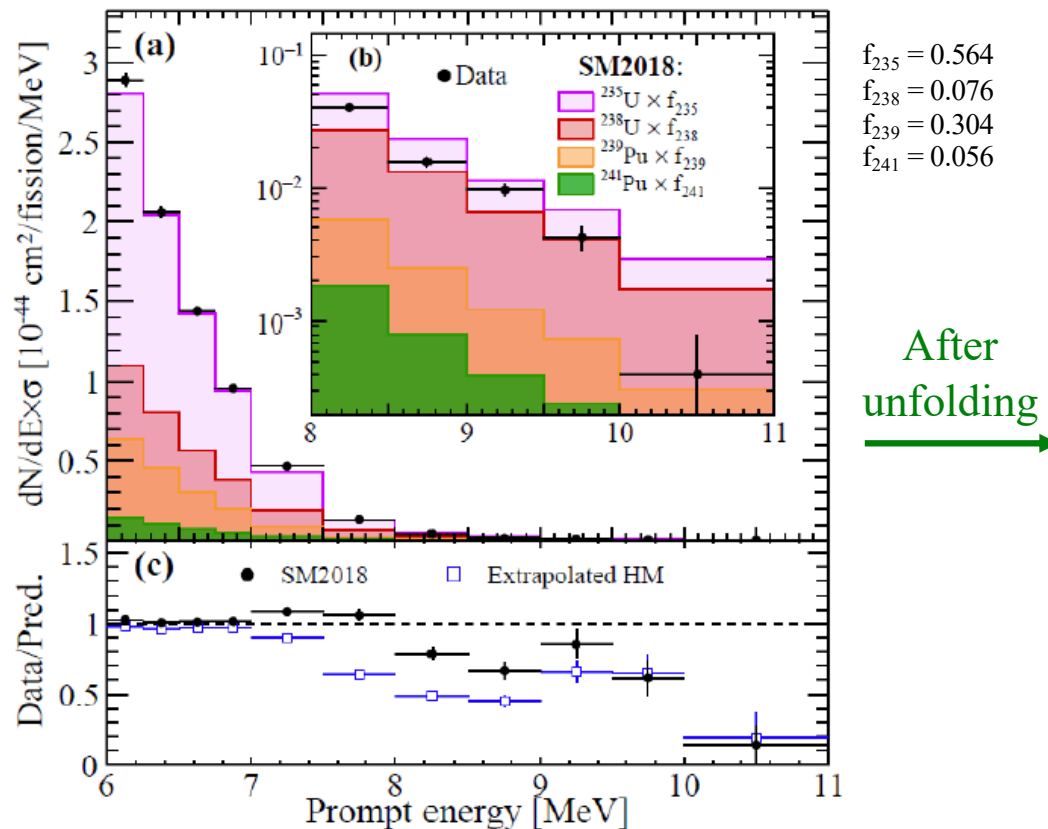 (a)
(b)
Data
SM2018:
²³⁵U × f₂₃₅
²³⁸U × f₂₃₈
²³⁹Pu × f₂₃₉
²⁴¹Pu × f₂₄₁
f₂₃₅ = 0.564
f₂₃₈ = 0.076
f₂₃₉ = 0.304
f₂₄₁ = 0.056
3
2.5
2
1.5
1
0.5
10⁻¹
10⁻²
10⁻³
8 9 10 11
dN/dE×σ [10⁻⁴⁴ cm²/fission/MeV]
After
unfolding
(c)
SM2018
Extrapolated HM
1.5
1
0.5
0
Data/Pred.
6 7 8 9 10 11
Prompt energy [MeV]